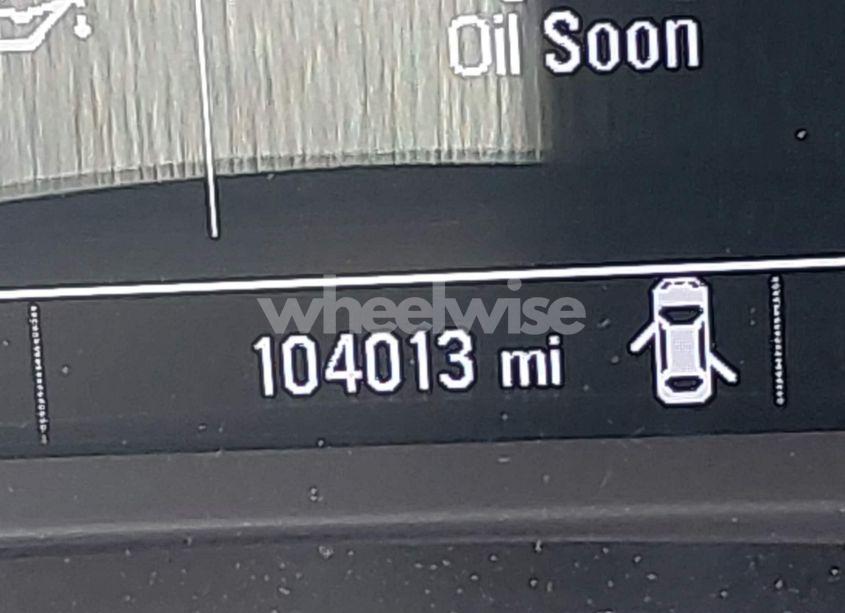 Oil Soon
wheelwise
104013 mi